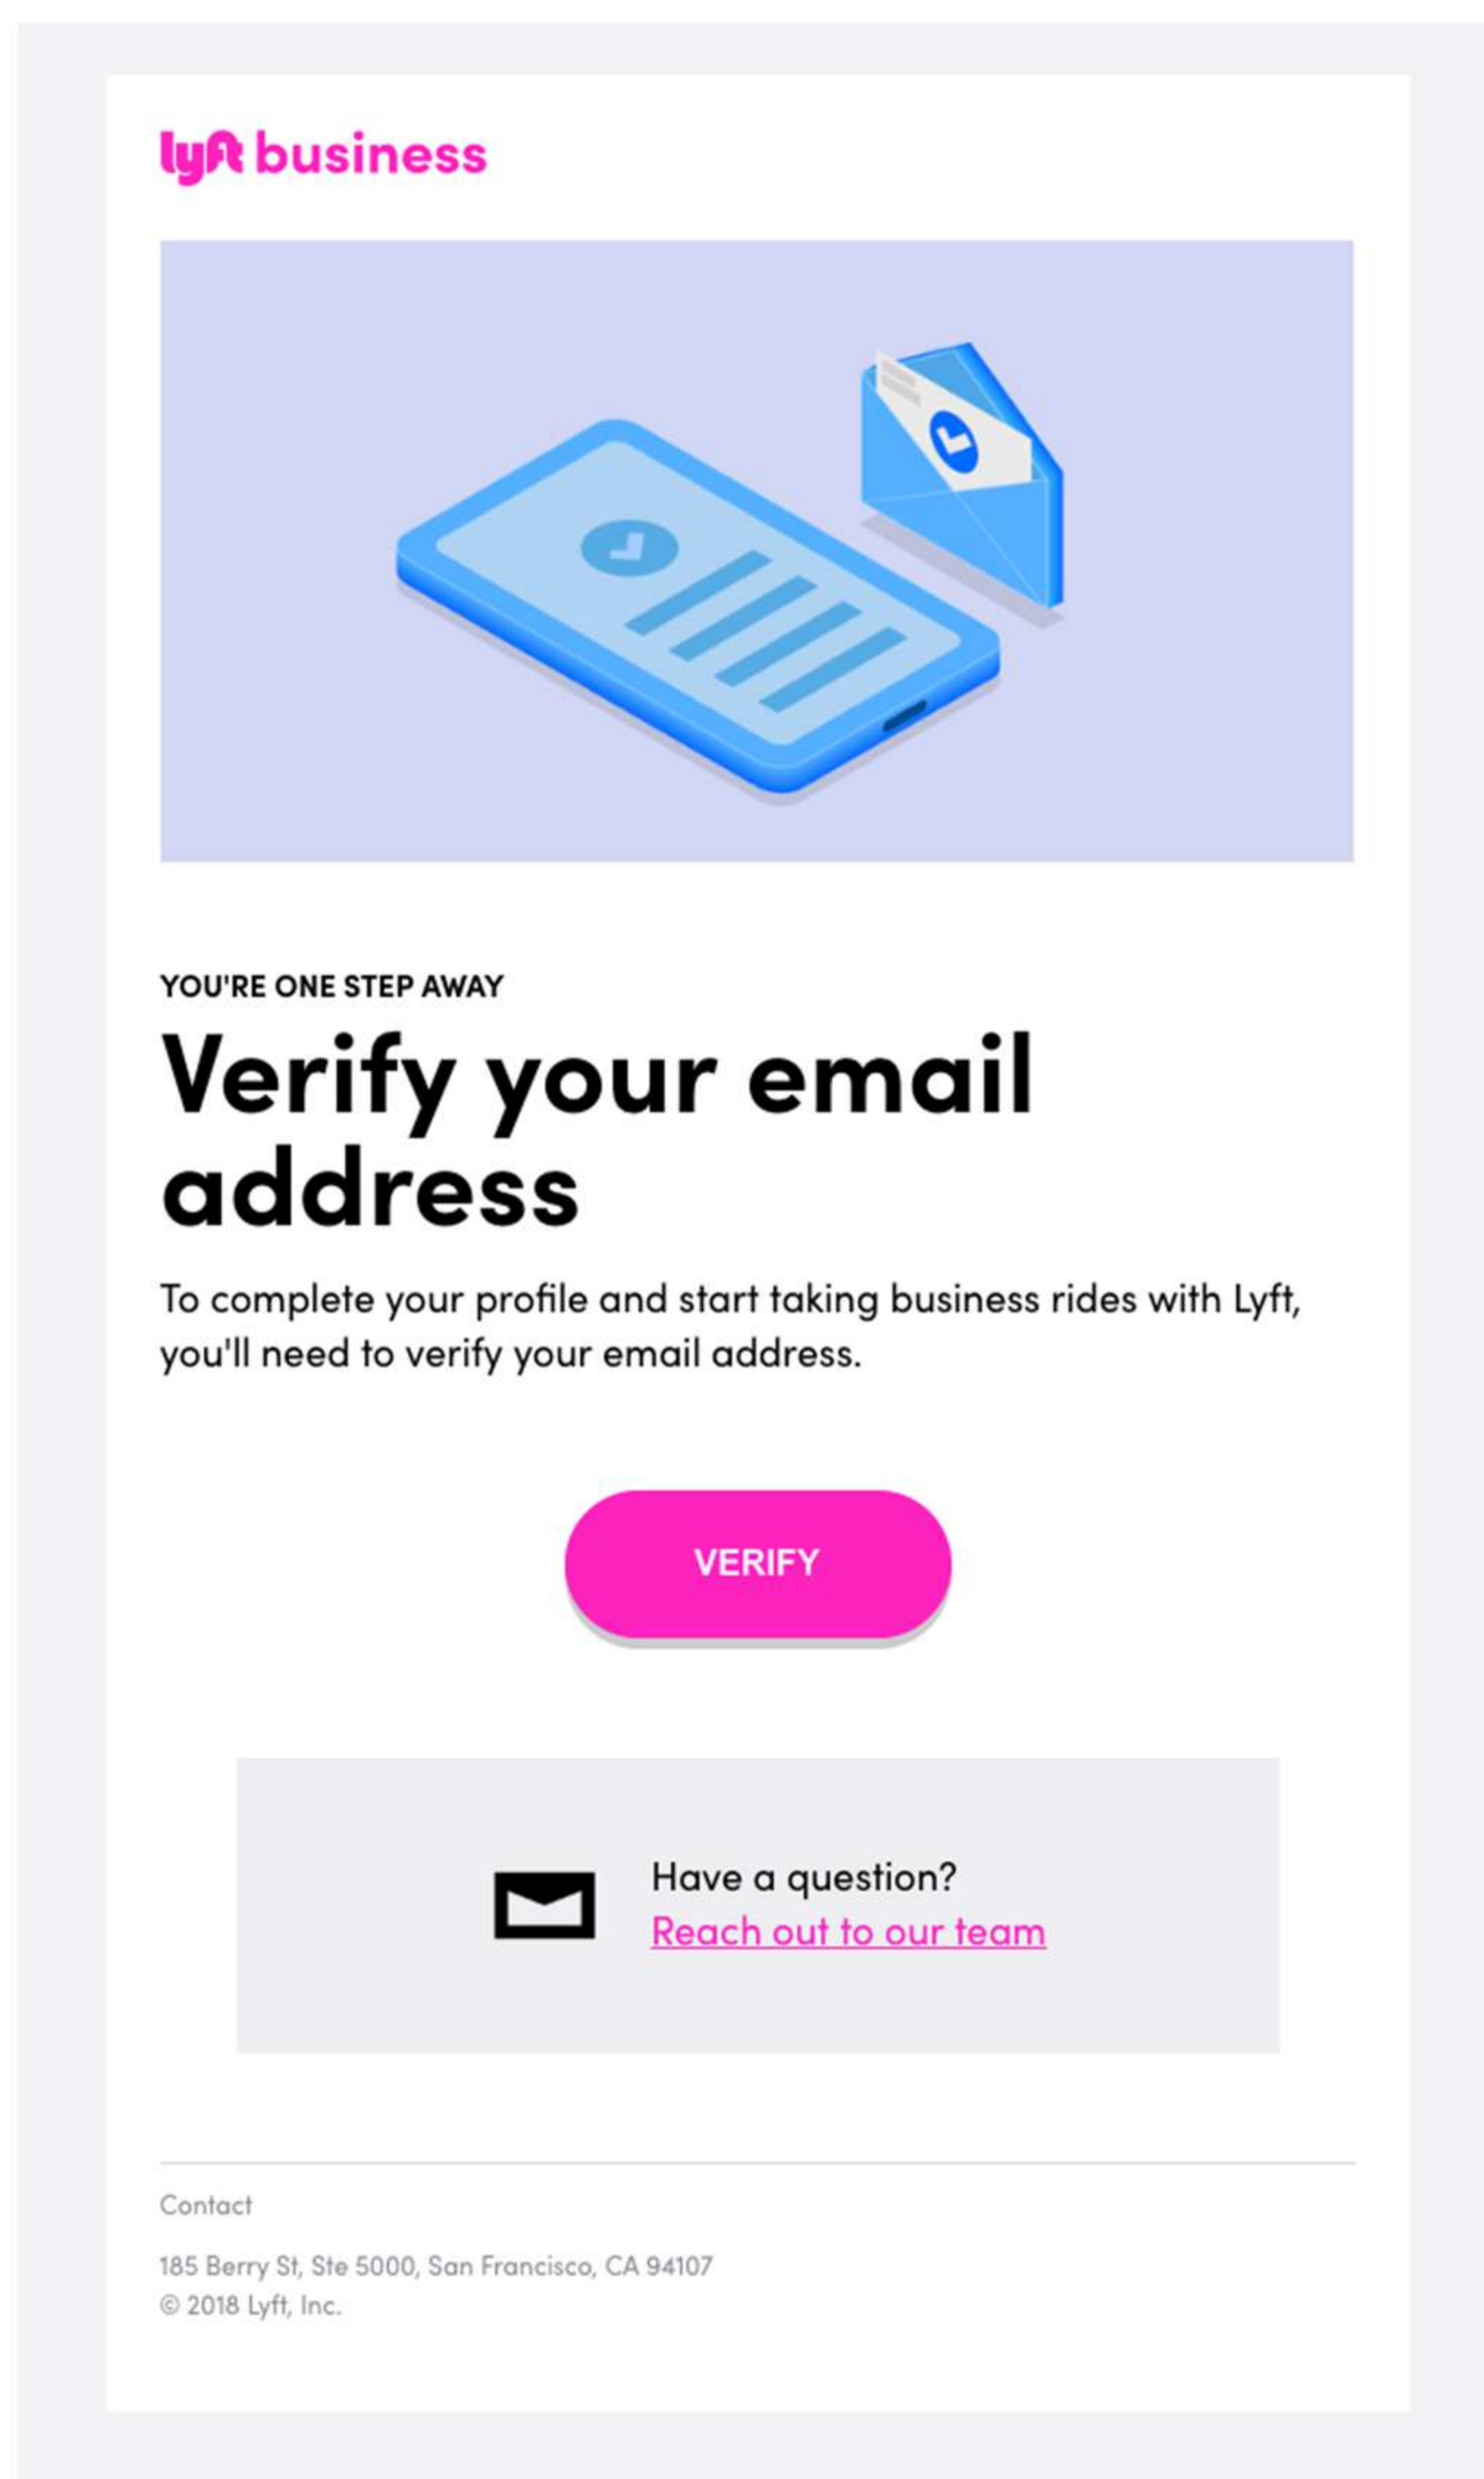 lyft business
YOU'RE ONE STEP AWAY
Verify your email
address
To complete your profile and start taking business rides with Lyft,
you'll need to verify your email address.
VERIFY
Have a question?
Reach out to our team
Contact
185 Berry St, Ste 5000, San Francisco, CA 94107
© 2018 Lyft, Inc.